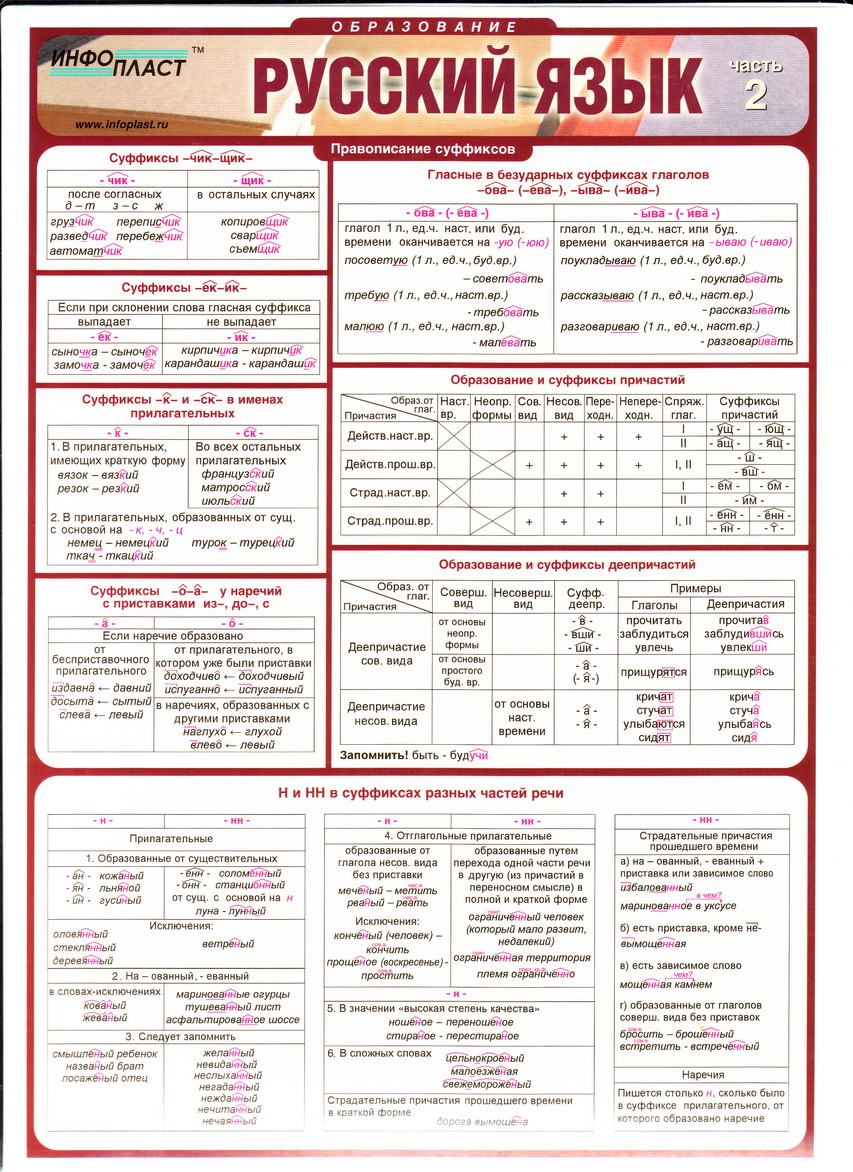 ОБРАЗОВАНИЕ
ИНФОПЛАСТ™
www.infoplast.ru
РУССКИЙ ЯЗЫК
часть
2
Правописание суффиксов
Суффиксы –чик–щик–
- чик -
- щик -
после согласных
д – т з – с ж
в остальных случаях
грузчик переписчик
разведчик перебежчик
автоматчик
копировщик
сварщик
съемщик
Суффиксы –ек–ик–
Если при склонении слова гласная суффикса
выпадает
не выпадает
- ек -
- ик -
сыночка – сыночек
замочка - замочек
кирпичика – кирпичик
карандашика - карандашик
Суффиксы –к– и –ск– в именах
прилагательных
- к -
- ск -
1. В прилагательных,
имеющих краткую форму
вязок – вязкий
резок – резкий
Во всех остальных
прилагательных
французский
матросский
июльский
2. В прилагательных, образованных от сущ.
с основой на - к, - ч, - ц
немец – немецкий турок – турецкий
ткач - ткацкий
Суффиксы –о–а– у наречий
с приставками из–, до–, с
- а -
- о -
Если наречие образовано
от
бесприставочного
прилагательного
издавна ← давний
досыта ← сытый
слева ← левый
от прилагательного, в
котором уже были приставки
доходчиво ← доходчивый
испуганно ← испуганный
в наречиях, образованных с
другими приставками
наглухо ← глухой
влево ← левый
Гласные в безударных суффиксах глаголов
–ова– (–ева–), –ыва– (–ива–)
- ова - (- ева -)
- ыва - (- ива -)
глагол 1 л., ед.ч. наст. или буд.
времени оканчивается на -ую (-юю)
посоветую (1 л., ед.ч., буд.вр.)
– советовать
требую (1 л., ед.ч., наст.вр.)
- требовать
малюю (1 л., ед.ч., наст.вр.)
- малевать
глагол 1 л., ед.ч. наст. или буд.
времени оканчивается на –ываю (-иваю)
поукладываю (1 л., ед.ч., буд.вр.)
- поукладывать
рассказываю (1 л., ед.ч., наст.вр.)
- рассказывать
разговариваю (1 л., ед.ч., наст.вр.)
- разговаривать
Образование и суффиксы причастий
Образ.от
глаг.
Причастия
Наст.
вр.
Неопр.
формы
Сов.
вид
Несов.
вид
Пере-
ходн.
Непере-
ходн.
Спряж.
глаг.
Суффиксы
причастий
Действ.наст.вр. + + + I - ущ - - ющ -
II - ащ - - ящ -
Действ.прош.вр. + + + + I, II - ш -
- вш -
Страд.наст.вр. + + I - ем - - ом -
II - им -
Страд.прош.вр. + + + I, II - енн - - ённ -
- нн - - т -
Образование и суффиксы деепричастий
Образ. от
глаг.
Причастия
Соверш.
вид
Несоверш.
вид
Суфф.
деепр.
Примеры
Глаголы
Деепричастия
Деепричастие
сов. вида
от основы
неопр.
формы
- в -
- вши -
- ши -
прочитать
заблудиться
увлечь
прочитав
заблудившись
увлекши
от основы
простого
буд. вр.
- а -
(- я -)
прищурятся
прищурясь
Деепричастие
несов. вида
от основы
наст.
времени
- а -
- я -
кричат
стучат
улыбаются
сидят
крича
стуча
улыбаясь
сидя
Запомнить! быть - будучи
Н и НН в суффиксах разных частей речи
- н -
- нн -
Прилагательные
1. Образованные от существительных
- ан - кожаный
- ян - льняной
- ин - гусиный
- енн - соломенный
- онн - станционный
от сущ. с основой на н
луна - лунный
Исключения:
оловянный
стеклянный
деревянный
ветреный
2. На – ованный, - еванный
в словах-исключениях
кованый
жеваный
маринованные огурцы
тушеванный лист
асфальтированное шоссе
3. Следует запомнить
смышленый ребенок
названый брат
посаженый отец
желанный
невиданный
неслыханный
негаданный
нежданный
нечитанный
нечаянный
- н -
- нн -
4. Отглагольные прилагательные
образованные от
глагола несов. вида
без приставки
нес.в.
меченый – метить
нес.в.
рваный – рвать
Исключения:
конченый (человек) –
сов.в.
кончить
прощеное (воскресенье) -
сов.в.
простить
образованные путем
перехода одной части речи
в другую (из причастий в
переносном смысле) в
полной и краткой форме
прил.
ограниченный человек
(который мало развит,
недалекий)
прич.
ограниченная территория
прил. кр.ф.
племя ограниченно
- н -
5. В значении «высокая степень качества»
ношеное – переношеное
стираное - перестираное
6. В сложных словах
цельнокроеный
малоезженая
свежемороженый
Страдательные причастия прошедшего времени
в краткой форме
дорога вымощена
- нн -
Страдательные причастия
прошедшего времени
а) на – ованный, - еванный +
приставка или зависимое слово
избалованный
в чем?
маринованное в уксусе
б) есть приставка, кроме не-
вымощенная
в) есть зависимое слово
чем?
мощенная камнем
г) образованные от глаголов
соверш. вида без приставок
сов.в.
бросить – брошенный
сов.в.
встретить - встреченный
Наречия
Пишется столько н, сколько было
в суффиксе прилагательного, от
которого образовано наречие